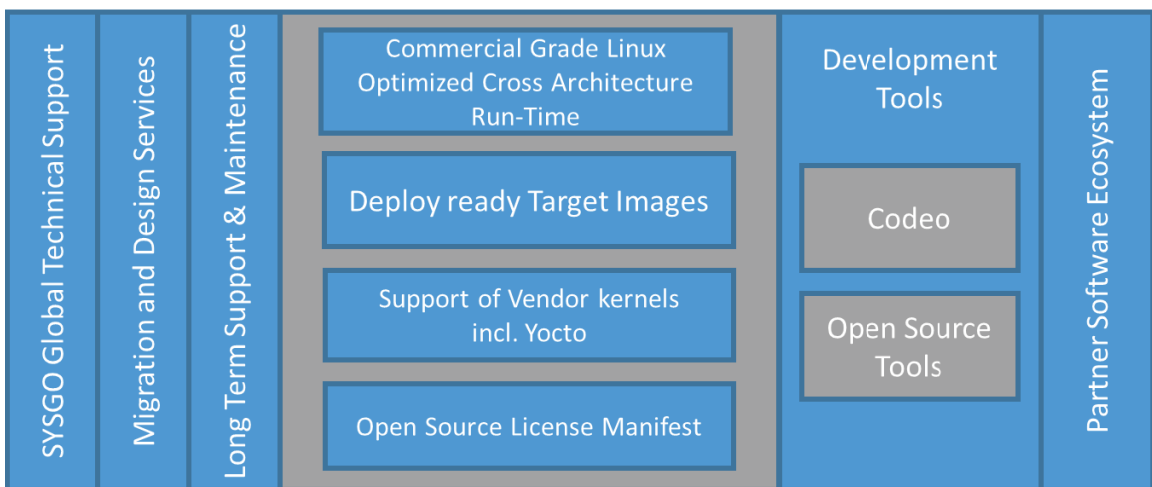 SYSGO Global Technical Support
Migration and Design Services
Long Term Support & Maintenance
Commercial Grade Linux
Optimized Cross Architecture
Run-Time
Deploy ready Target Images
Support of Vendor kernels
incl. Yocto
Open Source License Manifest
Development
Tools
Codeo
Open Source
Tools
Partner Software Ecosystem